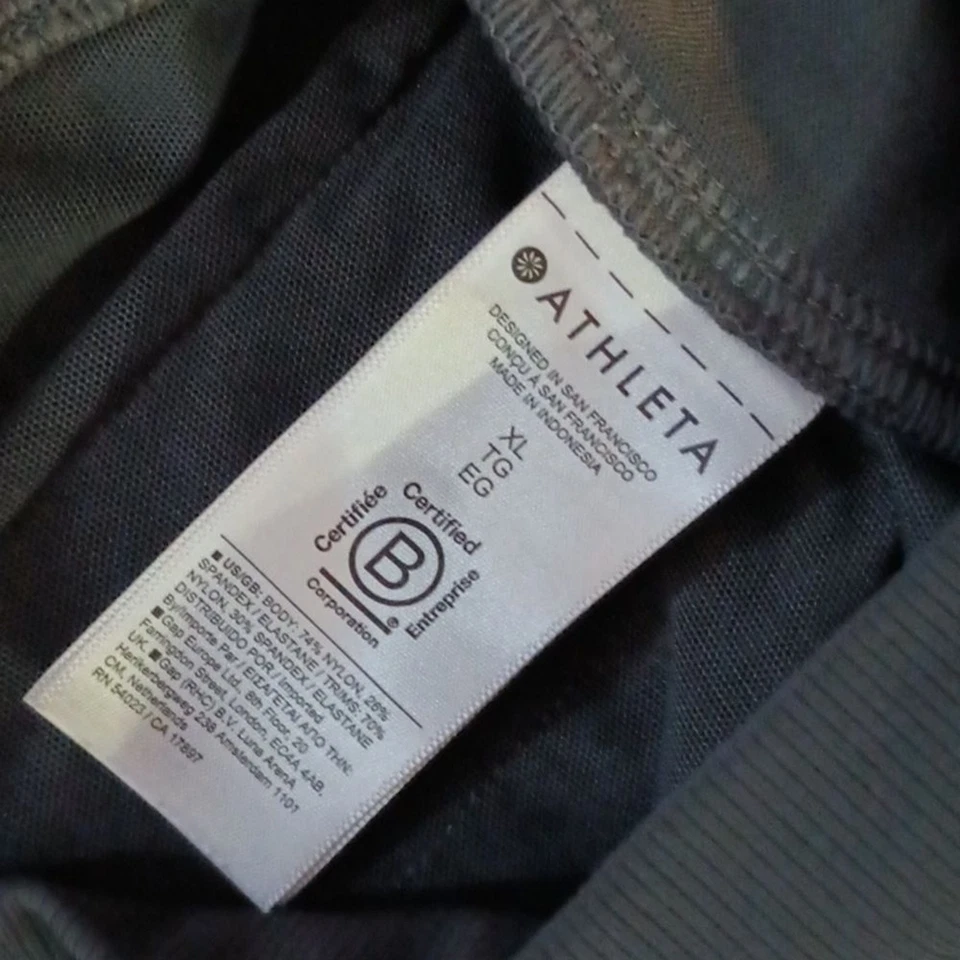 ATHLETA
DESIGNED IN SAN FRANCISCO
CONÇU À SAN FRANCISCO
MADE IN INDONESIA
XL
TG
EG
Certifiée Certified
B
Corporation ® Entreprise
■ US/GB: BODY: 74% NYLON, 26%
SPANDEX / ELASTANE / TRIMS: 70%
NYLON, 30% SPANDEX / ELASTANE
DISTRIBUIDO POR / Imported
By/Importe Par / ΕΙΣΑΓΕΤΑΙ ΑΠΟ ΤΗΝ:
■ Gap Europe Ltd. 8th Floor, 20
Farringdon Street, London, EC4A 4AB,
UK. ■ Gap (RHC) B.V. Luna ArenA
Herikerbergweg 238 Amsterdam 1101
CM, Netherlands
RN 54023 / CA 17897